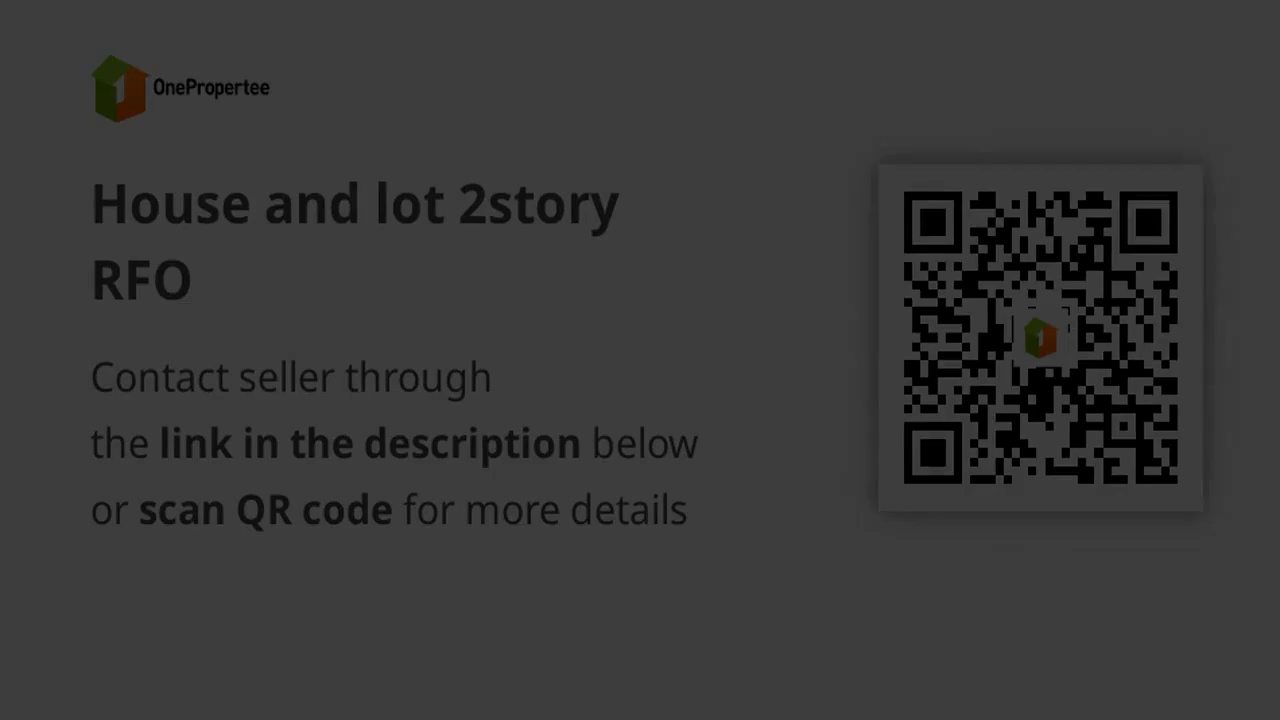 OnePropertee
House and lot 2story
RFO
Contact seller through
the link in the description below
or scan QR code for more details